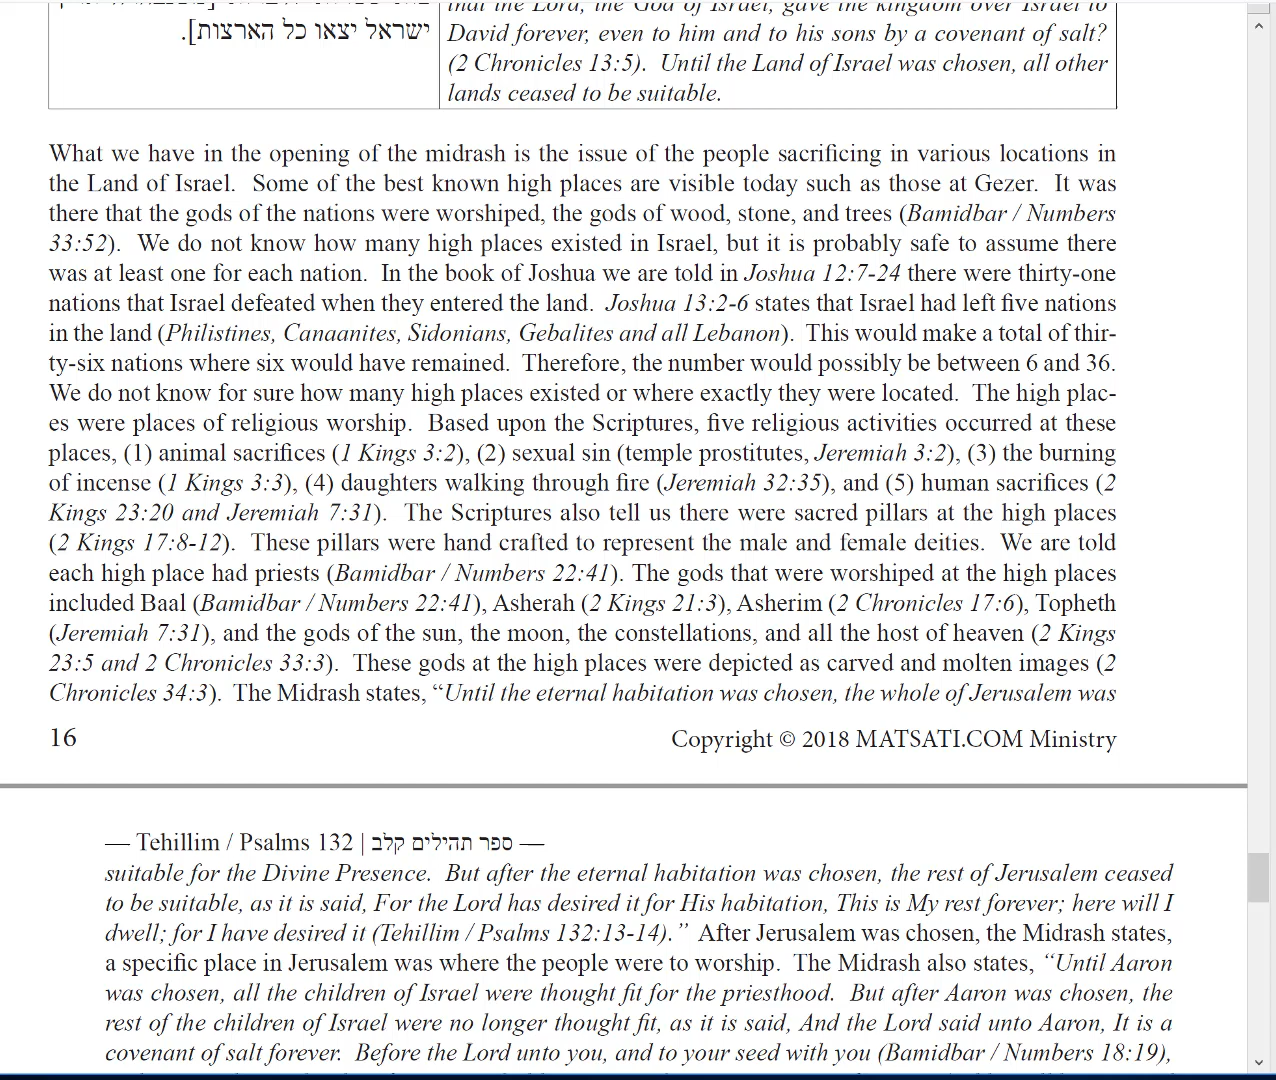 ישראל יצאו כל הארצות].
that the Lord, the God of Israel, gave the kingdom over Israel to
David forever, even to him and to his sons by a covenant of salt?
(2 Chronicles 13:5).  Until the Land of Israel was chosen, all other
lands ceased to be suitable.
What we have in the opening of the midrash is the issue of the people sacrificing in various locations in
the Land of Israel.  Some of the best known high places are visible today such as those at Gezer.  It was
there that the gods of the nations were worshiped, the gods of wood, stone, and trees (Bamidbar / Numbers
33:52).  We do not know how many high places existed in Israel, but it is probably safe to assume there
was at least one for each nation.  In the book of Joshua we are told in Joshua 12:7-24 there were thirty-one
nations that Israel defeated when they entered the land.  Joshua 13:2-6 states that Israel had left five nations
in the land (Philistines, Canaanites, Sidonians, Gebalites and all Lebanon).  This would make a total of thir-
ty-six nations where six would have remained.  Therefore, the number would possibly be between 6 and 36.
We do not know for sure how many high places existed or where exactly they were located.  The high plac-
es were places of religious worship.  Based upon the Scriptures, five religious activities occurred at these
places, (1) animal sacrifices (1 Kings 3:2), (2) sexual sin (temple prostitutes, Jeremiah 3:2), (3) the burning
of incense (1 Kings 3:3), (4) daughters walking through fire (Jeremiah 32:35), and (5) human sacrifices (2
Kings 23:20 and Jeremiah 7:31).  The Scriptures also tell us there were sacred pillars at the high places
(2 Kings 17:8-12).  These pillars were hand crafted to represent the male and female deities.  We are told
each high place had priests (Bamidbar / Numbers 22:41). The gods that were worshiped at the high places
included Baal (Bamidbar / Numbers 22:41), Asherah (2 Kings 21:3), Asherim (2 Chronicles 17:6), Topheth
(Jeremiah 7:31), and the gods of the sun, the moon, the constellations, and all the host of heaven (2 Kings
23:5 and 2 Chronicles 33:3).  These gods at the high places were depicted as carved and molten images (2
Chronicles 34:3).  The Midrash states, “Until the eternal habitation was chosen, the whole of Jerusalem was
16
Copyright © 2018 MATSATI.COM Ministry
— Tehillim / Psalms 132 | ספר תהילים קלב —
suitable for the Divine Presence.  But after the eternal habitation was chosen, the rest of Jerusalem ceased
to be suitable, as it is said, For the Lord has desired it for His habitation, This is My rest forever; here will I
dwell; for I have desired it (Tehillim / Psalms 132:13-14).”  After Jerusalem was chosen, the Midrash states,
a specific place in Jerusalem was where the people were to worship.  The Midrash also states, “Until Aaron
was chosen, all the children of Israel were thought fit for the priesthood.  But after Aaron was chosen, the
rest of the children of Israel were no longer thought fit, as it is said, And the Lord said unto Aaron, It is a
covenant of salt forever.  Before the Lord unto you, and to your seed with you (Bamidbar / Numbers 18:19),